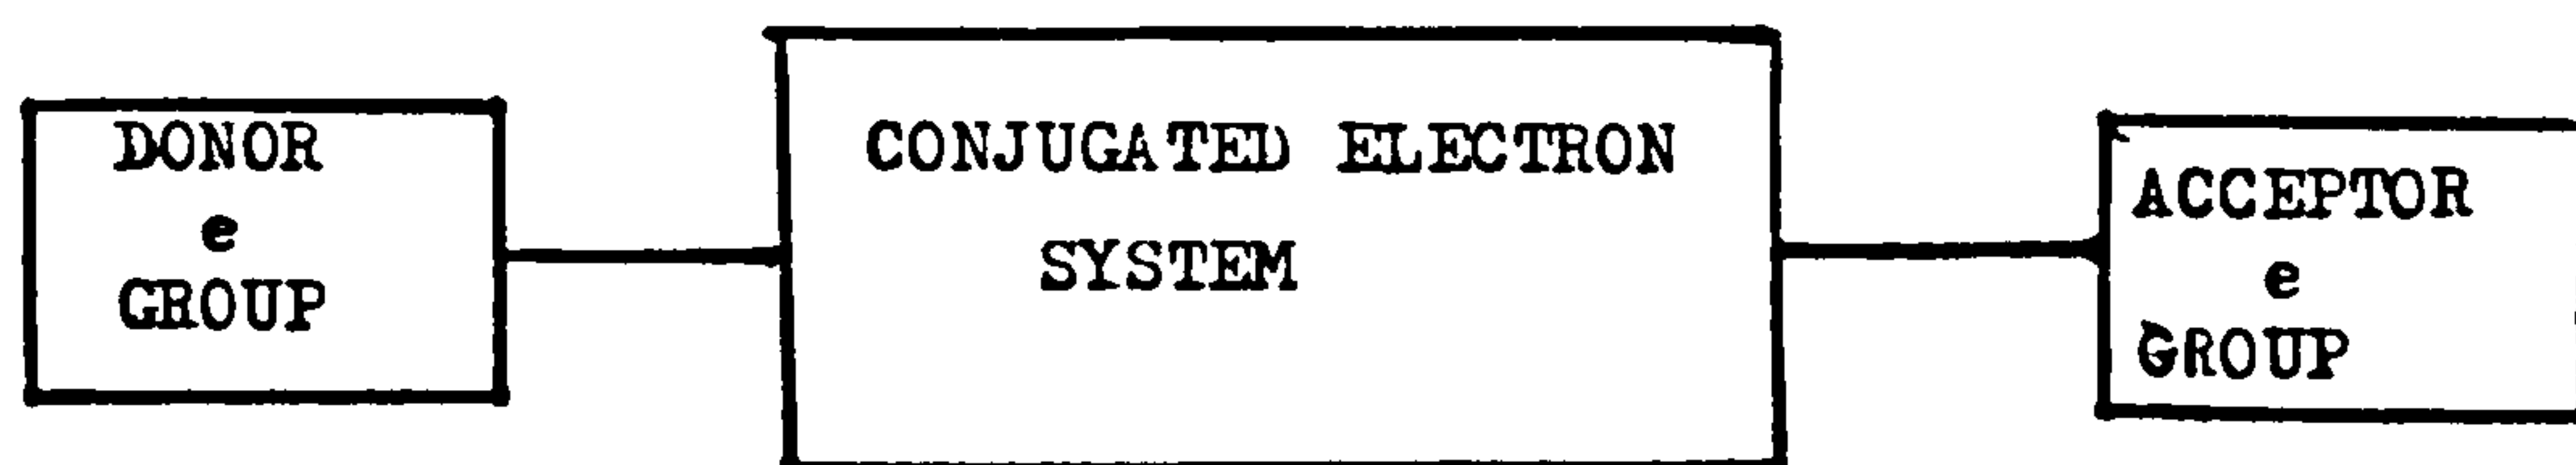 DONOR
e
GROUP
CONJUGATED ELECTRON
SYSTEM
ACCEPTOR
e
GROUP